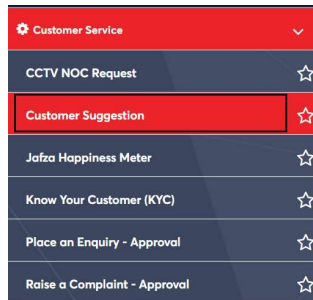 Customer Service
CCTV NOC Request
Customer Suggestion
Jafza Happiness Meter
Know Your Customer (KYC)
Place an Enquiry - Approval
Raise a Complaint - Approval